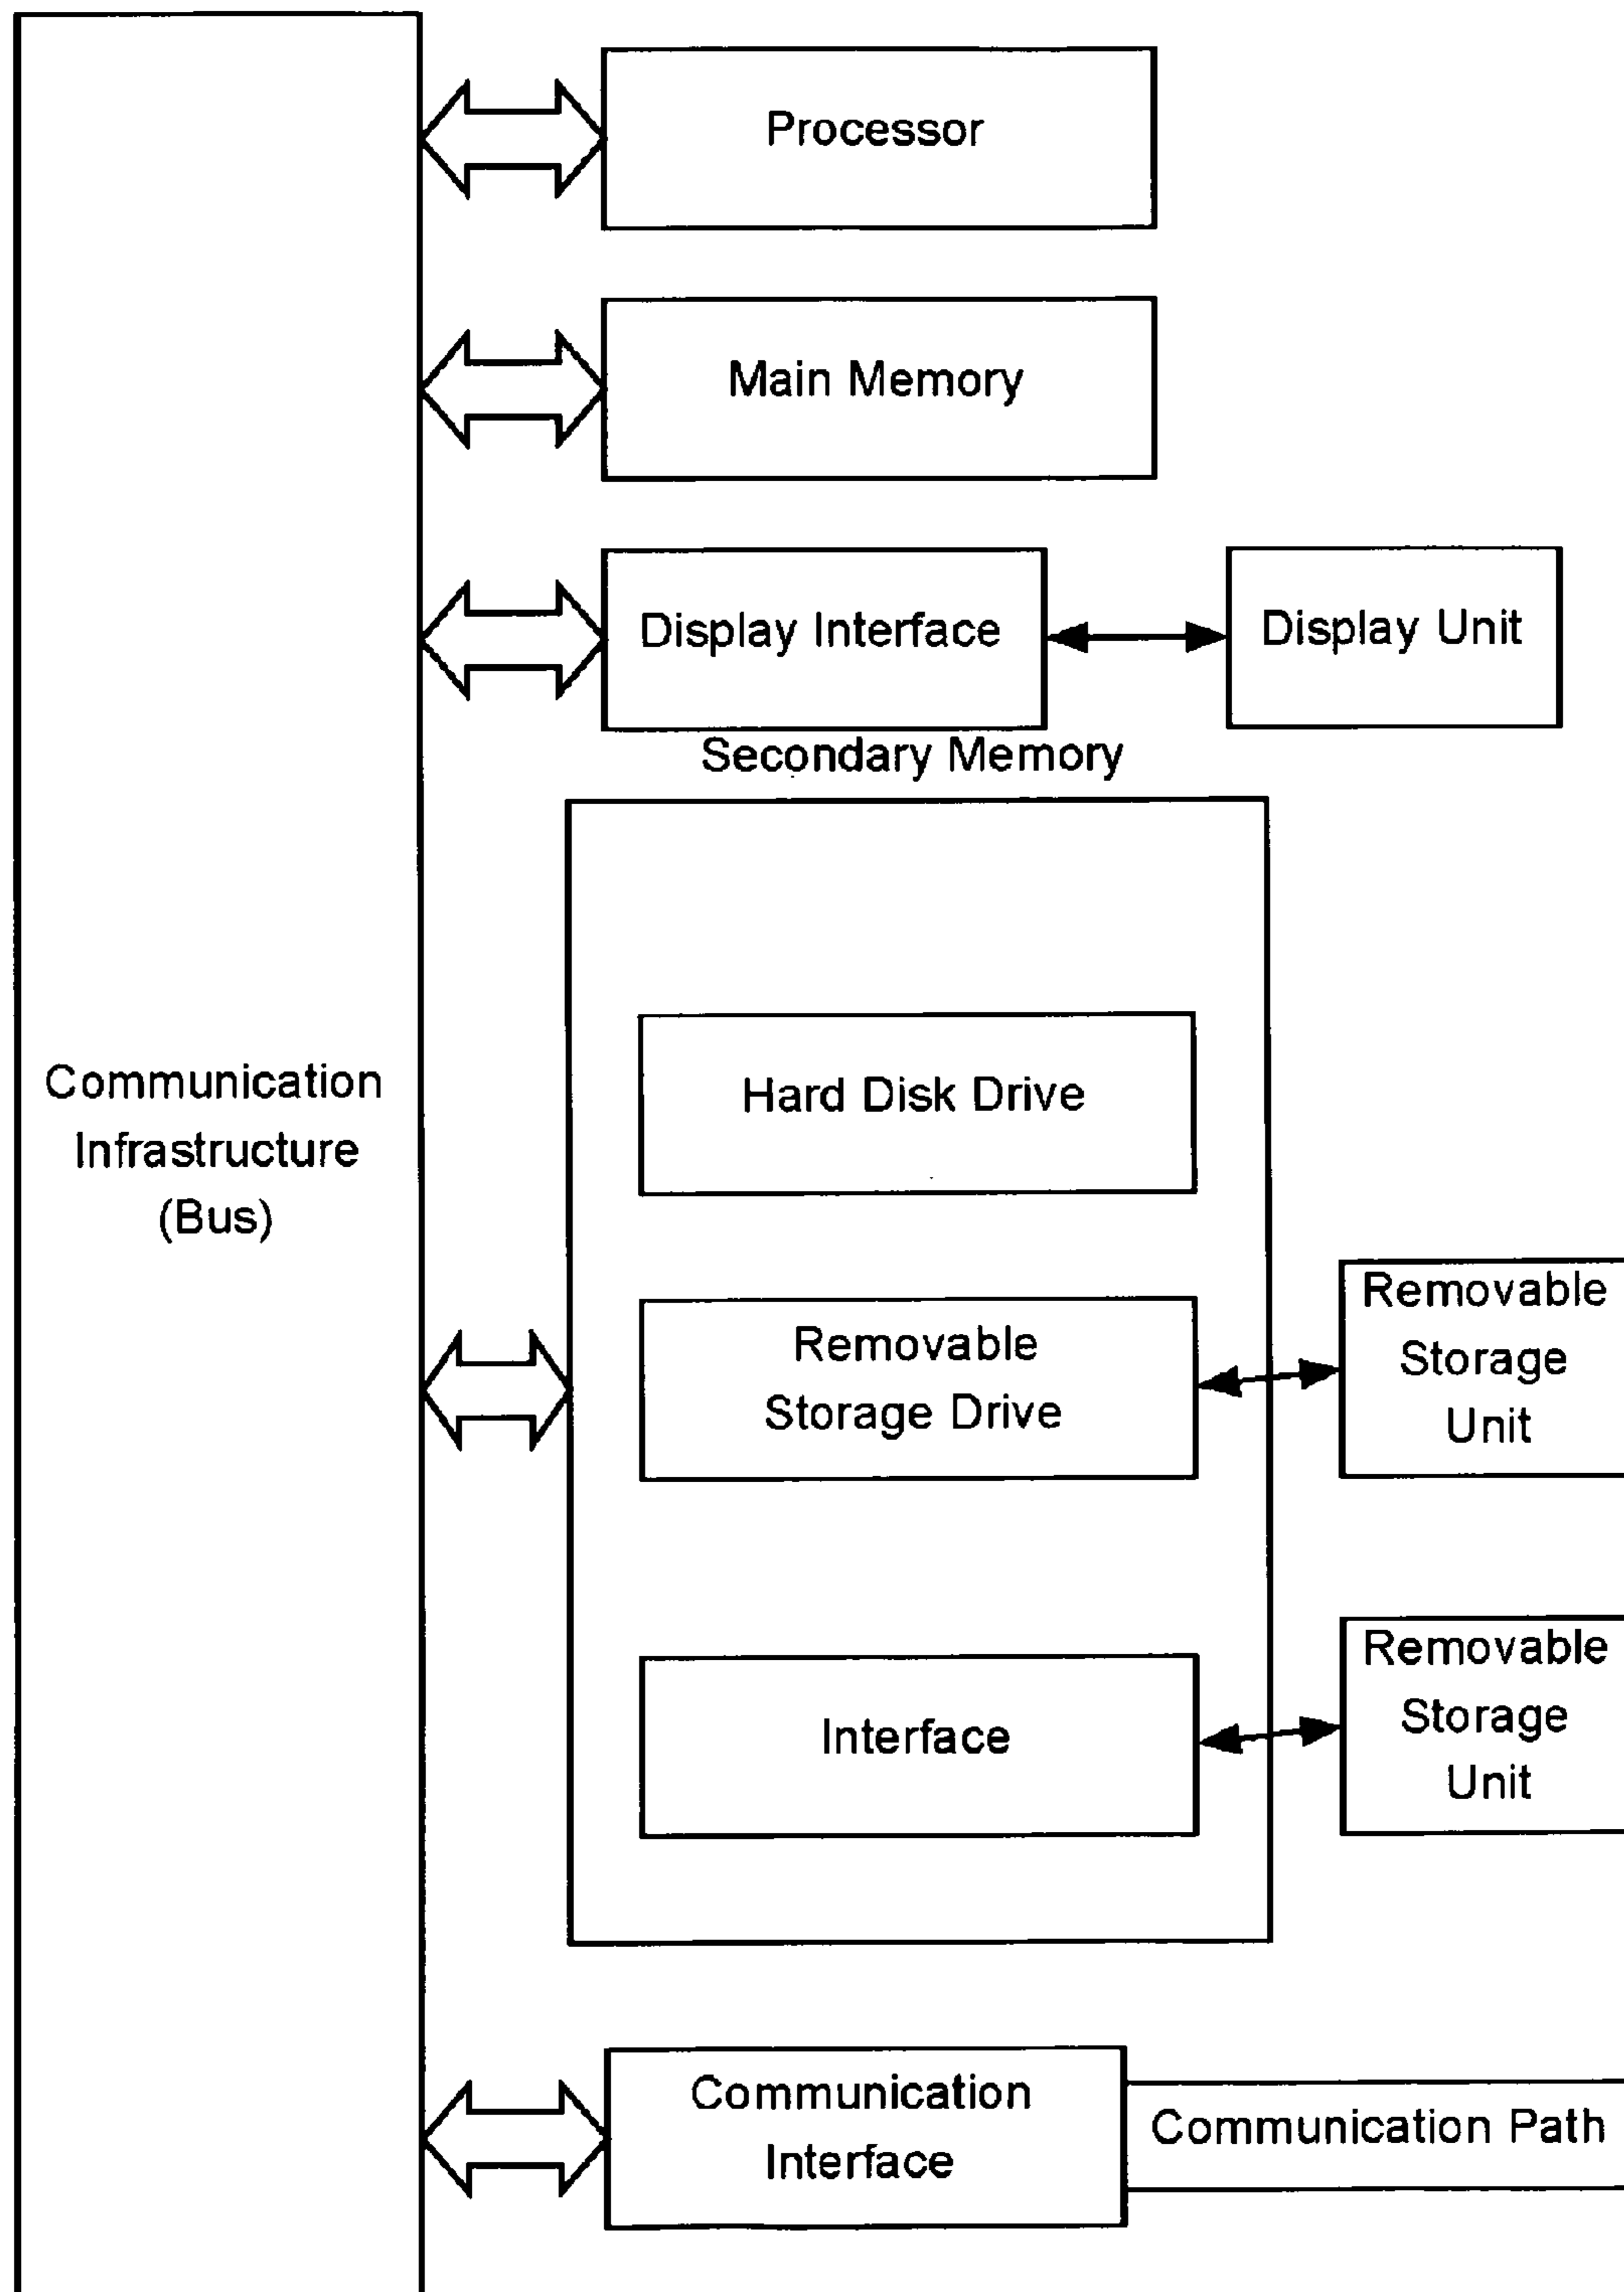 Processor
Main Memory
Display Interface
Display Unit
Secondary Memory
Communication
Infrastructure
(Bus)
Hard Disk Drive
Removable
Storage Drive
Removable
Storage
Unit
Interface
Removable
Storage
Unit
Communication
Interface
Communication Path